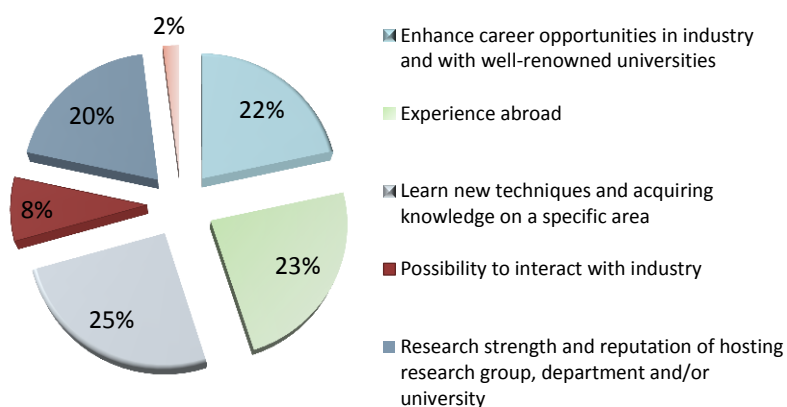 2%
Enhance career opportunities in industry
and with well-renowned universities
20%
22%
Experience abroad
Learn new techniques and acquiring
knowledge on a specific area
8%
23%
Possibility to interact with industry
25%
Research strength and reputation of hosting
research group, department and/or
university